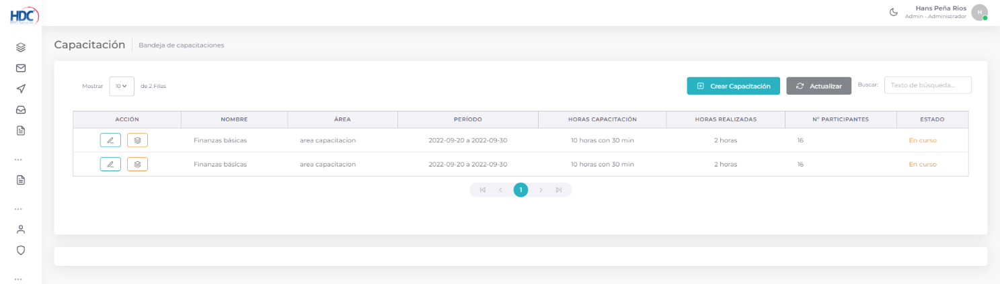 HDC
BPO Services
Hans Peña Rios
Admin - Administrador
H
Capacitación Bandeja de capacitaciones
Mostrar 10 de 2 Filas Crear Capacitación Actualizar Buscar: Texto de búsqueda...
ACCIÓN NOMBRE ÁREA PERÍODO HORAS CAPACITACIÓN HORAS REALIZADAS N° PARTICIPANTES ESTADO
Finanzas básicas area capacitacion 2022-09-20 a 2022-09-30 10 horas con 30 min 2 horas 16 En curso
Finanzas básicas area capacitacion 2022-09-20 a 2022-09-30 10 horas con 30 min 2 horas 16 En curso
1